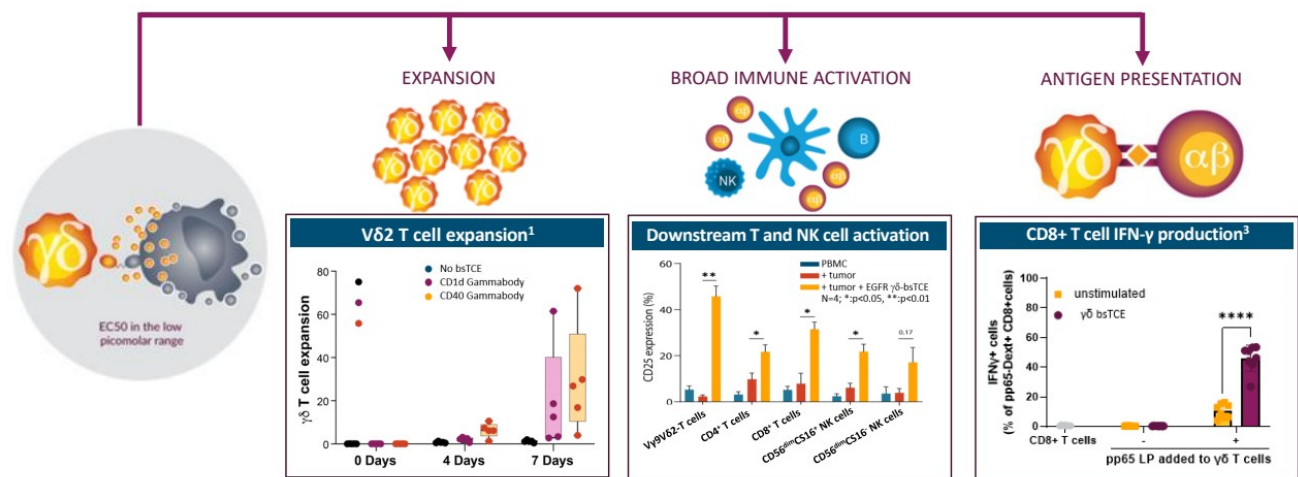 EXPANSION
BROAD IMMUNE ACTIVATION
ANTIGEN PRESENTATION
γδ
EC50 in the low
picomolar range
γδ γδ γδ
γδ γδ γδ γδ
γδ γδ
αβ
αβ
αβ
αβ
αβ
B
NK
γδ
αβ
Vδ2 T cell expansion¹
No bsTCE
CD1d Gammabody
CD40 Gammabody
γδ T cell expansion
80
60
40
20
0
0 Days
4 Days
7 Days
Downstream T and NK cell activation
PBMC
+ tumor
+ tumor + EGFR γδ-bsTCE
N=4; *:p<0.05, **:p<0.01
CD25 expression (%)
60
40
20
0
**
*
*
*
0.17
Vγ9Vδ2-T cells
CD4⁺ T cells
CD8⁺ T cells
CD56ᵈⁱᵐCS16⁺ NK cells
CD56ᵈⁱᵐCS16⁻ NK cells
CD8+ T cell IFN-γ production³
unstimulated
γδ bsTCE
IFNγ+ cells
(% of pp65-Dext+ CD8+cells)
100
80
60
40
20
0
****
CD8+ T cells
-
+
pp65 LP added to γδ T cells